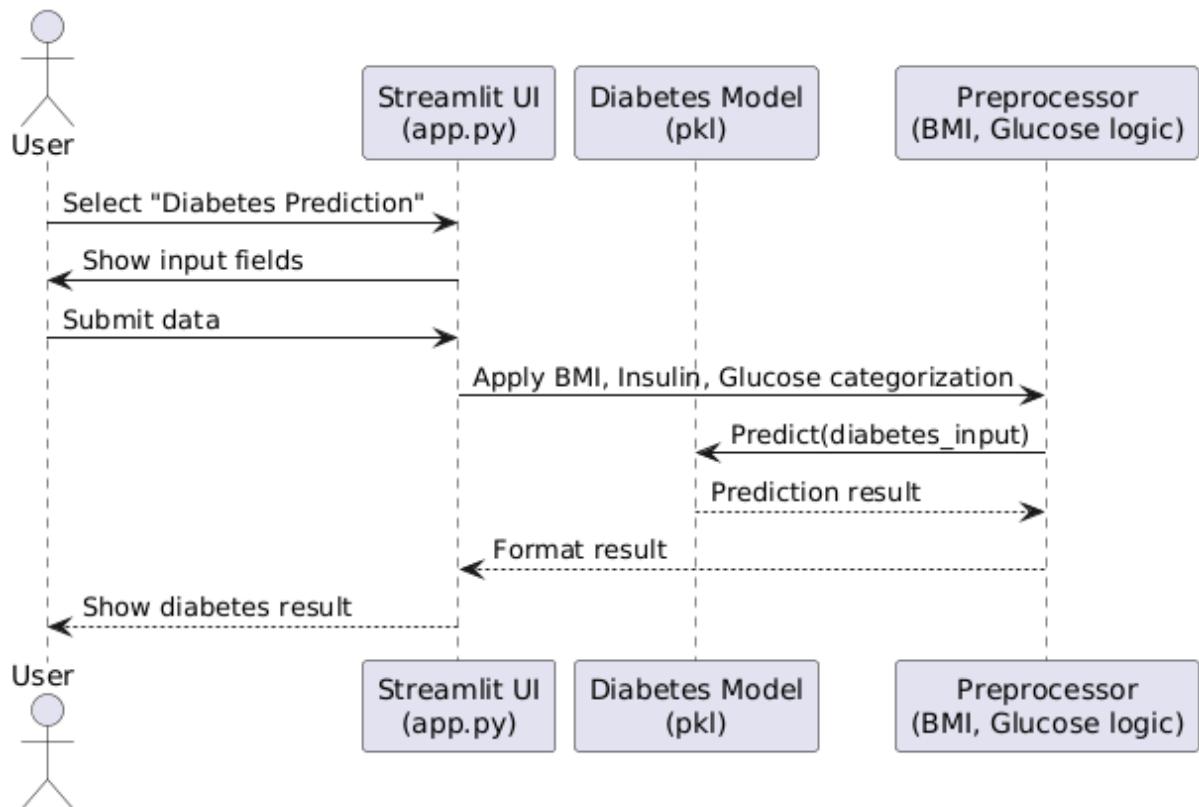 Streamlit UI
(app.py)
Diabetes Model
(pkl)
Preprocessor
(BMI, Glucose logic)
User
Select "Diabetes Prediction"
Show input fields
Submit data
Apply BMI, Insulin, Glucose categorization
Predict(diabetes_input)
Prediction result
Format result
Show diabetes result
User
Streamlit UI
(app.py)
Diabetes Model
(pkl)
Preprocessor
(BMI, Glucose logic)